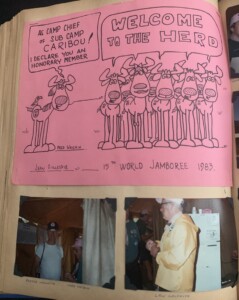 AS CAMP CHIEF
OF SUB CAMP
CARIBOU!
I DECLARE YOU AN
HONORARY MEMBER
WELCOME
TO THE HERD
15TH WORLD JAMBOREE 1983